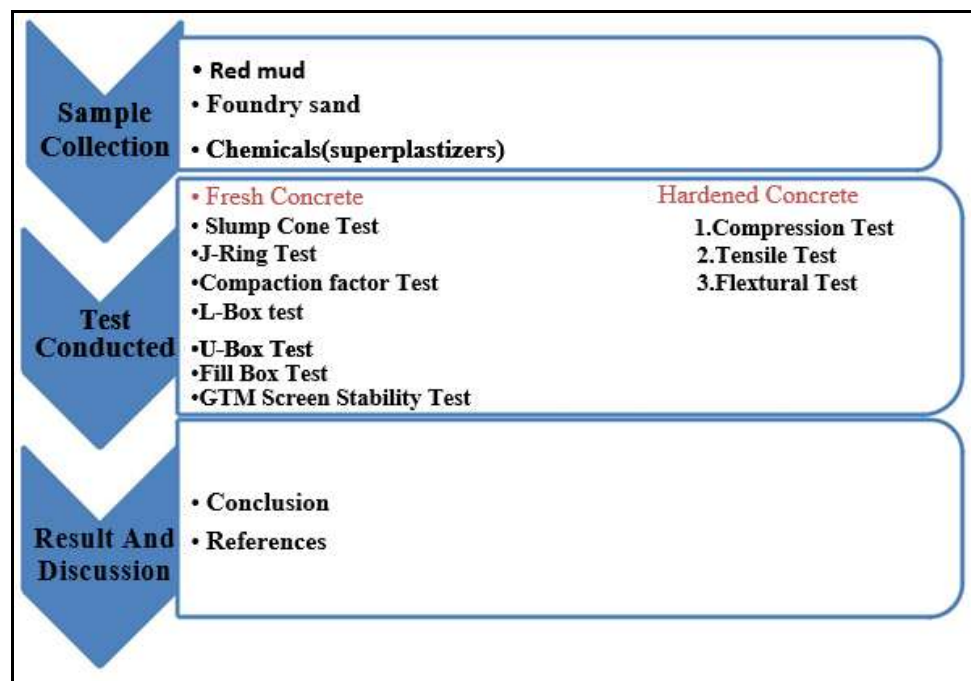 Sample
Collection
• Red mud
• Foundry sand
• Chemicals(superplastizers)
Test
Conducted
• Fresh Concrete
• Slump Cone Test
•J-Ring Test
•Compaction factor Test
•L-Box test
•U-Box Test
•Fill Box Test
•GTM Screen Stability Test
Hardened Concrete
1.Compression Test
2.Tensile Test
3.Flextural Test
Result And
Discussion
• Conclusion
• References